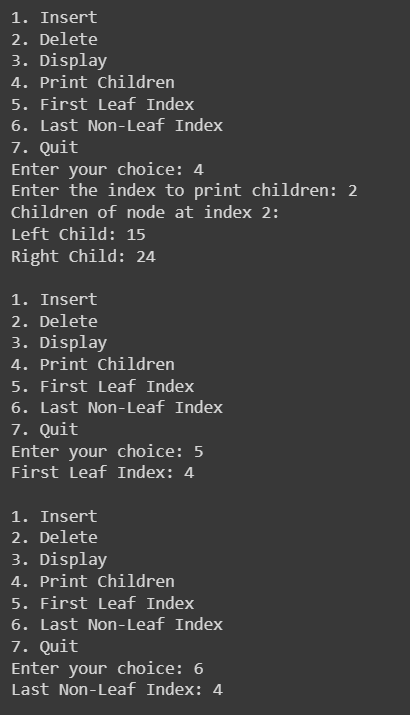 1. Insert
2. Delete
3. Display
4. Print Children
5. First Leaf Index
6. Last Non-Leaf Index
7. Quit
Enter your choice: 4
Enter the index to print children: 2
Children of node at index 2:
Left Child: 15
Right Child: 24

1. Insert
2. Delete
3. Display
4. Print Children
5. First Leaf Index
6. Last Non-Leaf Index
7. Quit
Enter your choice: 5
First Leaf Index: 4

1. Insert
2. Delete
3. Display
4. Print Children
5. First Leaf Index
6. Last Non-Leaf Index
7. Quit
Enter your choice: 6
Last Non-Leaf Index: 4